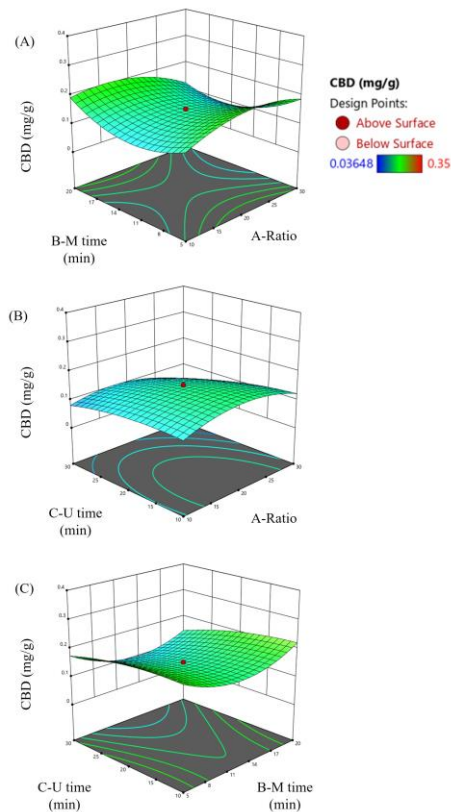 (A)
0.4
0.3
0.2
0.1
0
CBD (mg/g)
20
17
14
11
8
5
B-M time
(min)
10
15
20
25
30
A-Ratio
CBD (mg/g)
Design Points:
Above Surface
Below Surface
0.03648 0.35
(B)
0.4
0.3
0.2
0.1
0
CBD (mg/g)
30
25
20
15
10
C-U time
(min)
10
15
20
25
30
A-Ratio
(C)
0.4
0.3
0.2
0.1
0
CBD (mg/g)
30
25
20
15
10
C-U time
(min)
5
8
11
14
17
20
B-M time
(min)